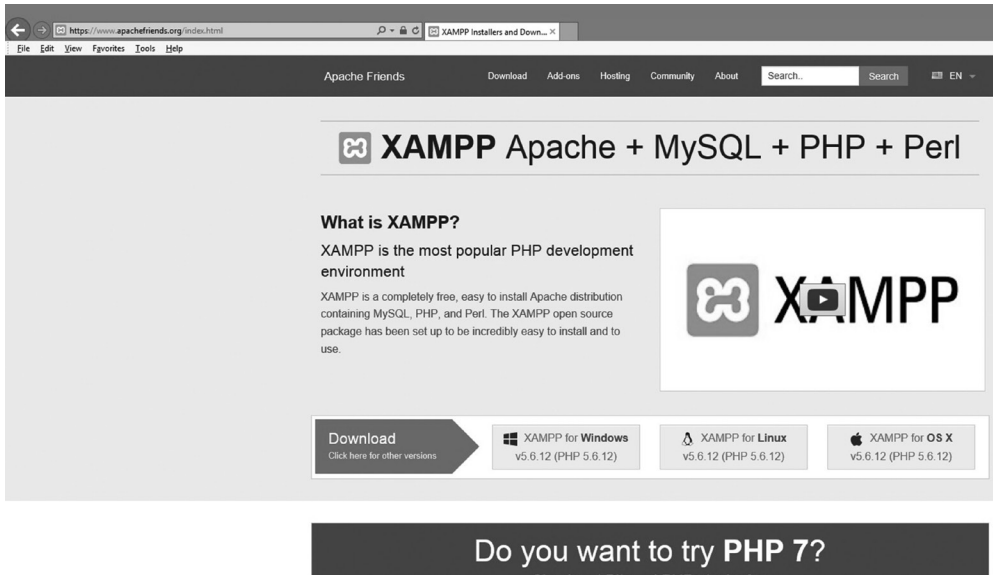 https://www.apachefriends.org/index.html
XAMPP Installers and Down...
File Edit View Favorites Tools Help
Apache Friends Download Add-ons Hosting Community About Search.. Search EN
XAMPP Apache + MySQL + PHP + Perl
What is XAMPP?
XAMPP is the most popular PHP development
environment
XAMPP is a completely free, easy to install Apache distribution
containing MySQL, PHP, and Perl. The XAMPP open source
package has been set up to be incredibly easy to install and to
use.
XAMPP
Download
Click here for other versions
XAMPP for Windows
v5.6.12 (PHP 5.6.12)
XAMPP for Linux
v5.6.12 (PHP 5.6.12)
XAMPP for OS X
v5.6.12 (PHP 5.6.12)
Do you want to try PHP 7?